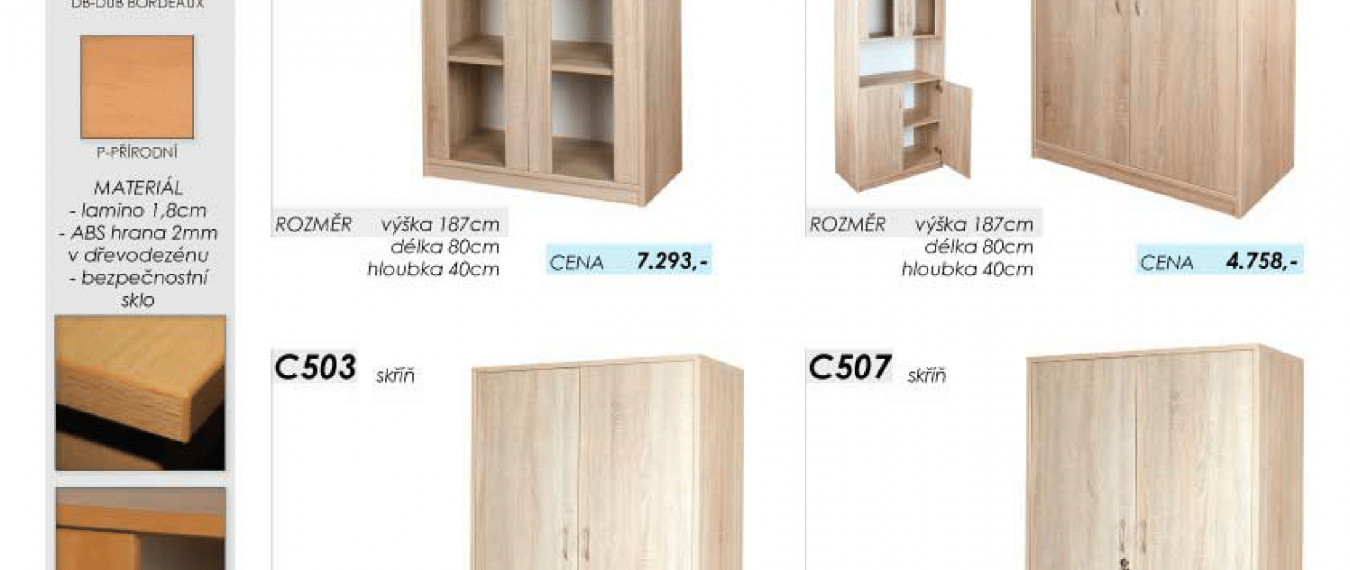 DB-DUB BORDEAUX
P-PŘÍRODNÍ
MATERIÁL
- lamino 1,8cm
- ABS hrana 2mm
v dřevodezénu
- bezpečnostní
sklo
ROZMĚR výška 187cm
délka 80cm
hloubka 40cm
CENA 7.293,-
ROZMĚR výška 187cm
délka 80cm
hloubka 40cm
CENA 4.758,-
C503 skříň
C507 skříň